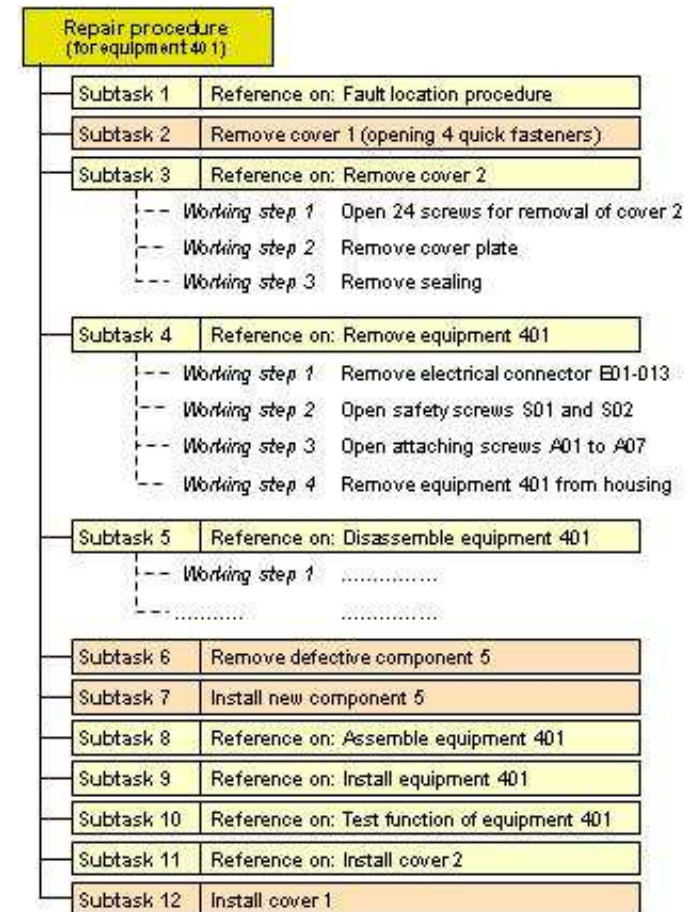 Repair procedure
(for equipment 401)
Subtask 1 Reference on: Fault location procedure
Subtask 2 Remove cover 1 (opening 4 quick fasteners)
Subtask 3 Reference on: Remove cover 2
Working step 1 Open 24 screws for removal of cover 2
Working step 2 Remove cover plate
Working step 3 Remove sealing
Subtask 4 Reference on: Remove equipment 401
Working step 1 Remove electrical connector E01-013
Working step 2 Open safety screws S01 and S02
Working step 3 Open attaching screws A01 to A07
Working step 4 Remove equipment 401 from housing
Subtask 5 Reference on: Disassemble equipment 401
Working step 1 ...............
........... ...............
Subtask 6 Remove defective component 5
Subtask 7 Install new component 5
Subtask 8 Reference on: Assemble equipment 401
Subtask 9 Reference on: Install equipment 401
Subtask 10 Reference on: Test function of equipment 401
Subtask 11 Reference on: Install cover 2
Subtask 12 Install cover 1